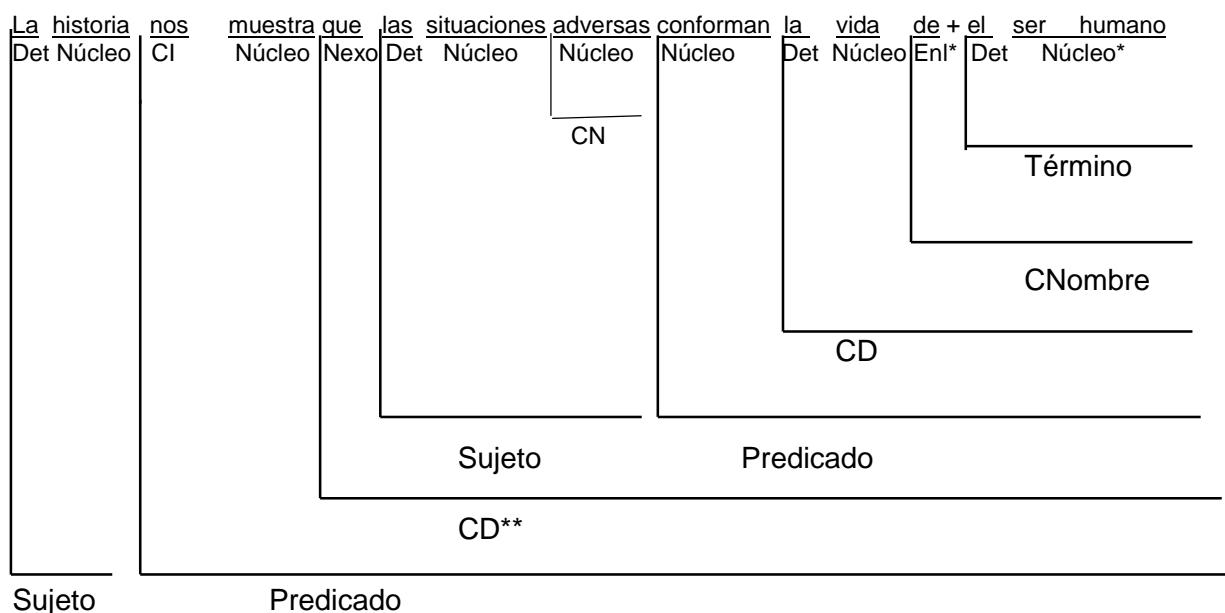 La historia nos muestra que las situaciones adversas conforman la vida de + el ser humano
Det Núcleo CI Núcleo Nexo Det Núcleo Núcleo Núcleo Det Núcleo Enl* Det Núcleo*
CN
Término
CNombre
CD
Sujeto Predicado
CD**
Sujeto Predicado